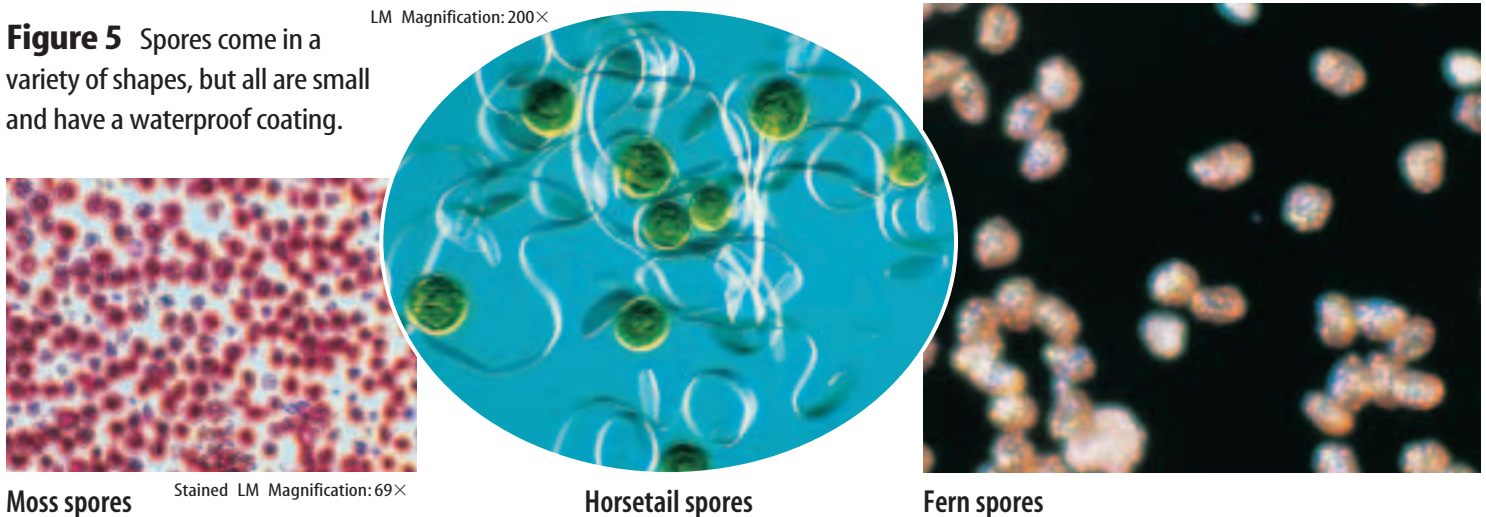 Figure 5 Spores come in a
variety of shapes, but all are small
and have a waterproof coating.
LM Magnification: 200×
Stained LM Magnification: 69×
Moss spores
Horsetail spores
Fern spores